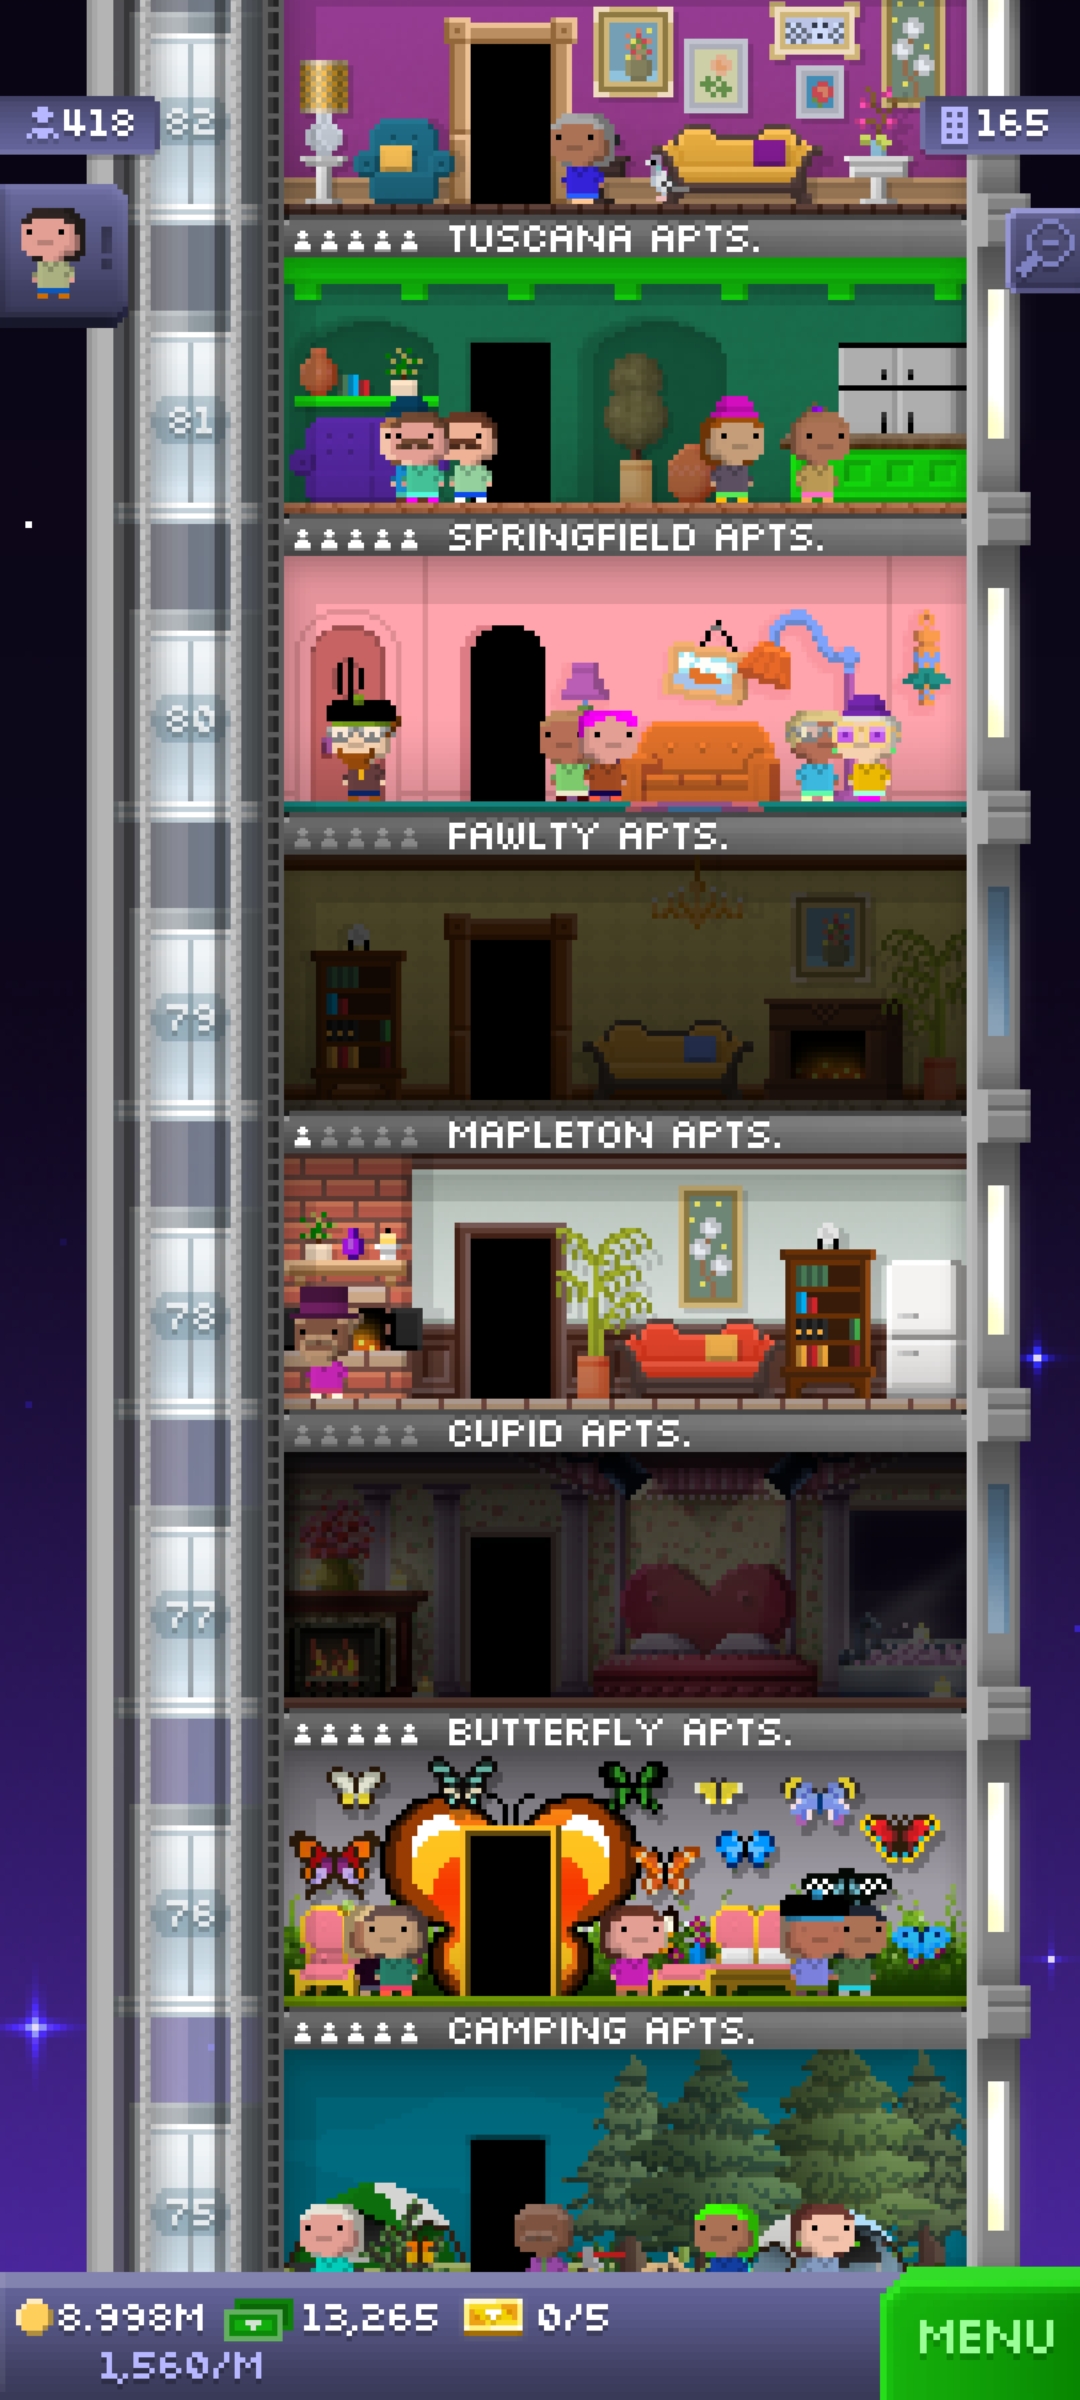 418
82
165
TUSCANA APTS.
!
81
SPRINGFIELD APTS.
80
FAWLTY APTS.
79
MAPLETON APTS.
78
CUPID APTS.
77
BUTTERFLY APTS.
76
CAMPING APTS.
75
8.998M
13,265
0/5
MENU
1,560/M